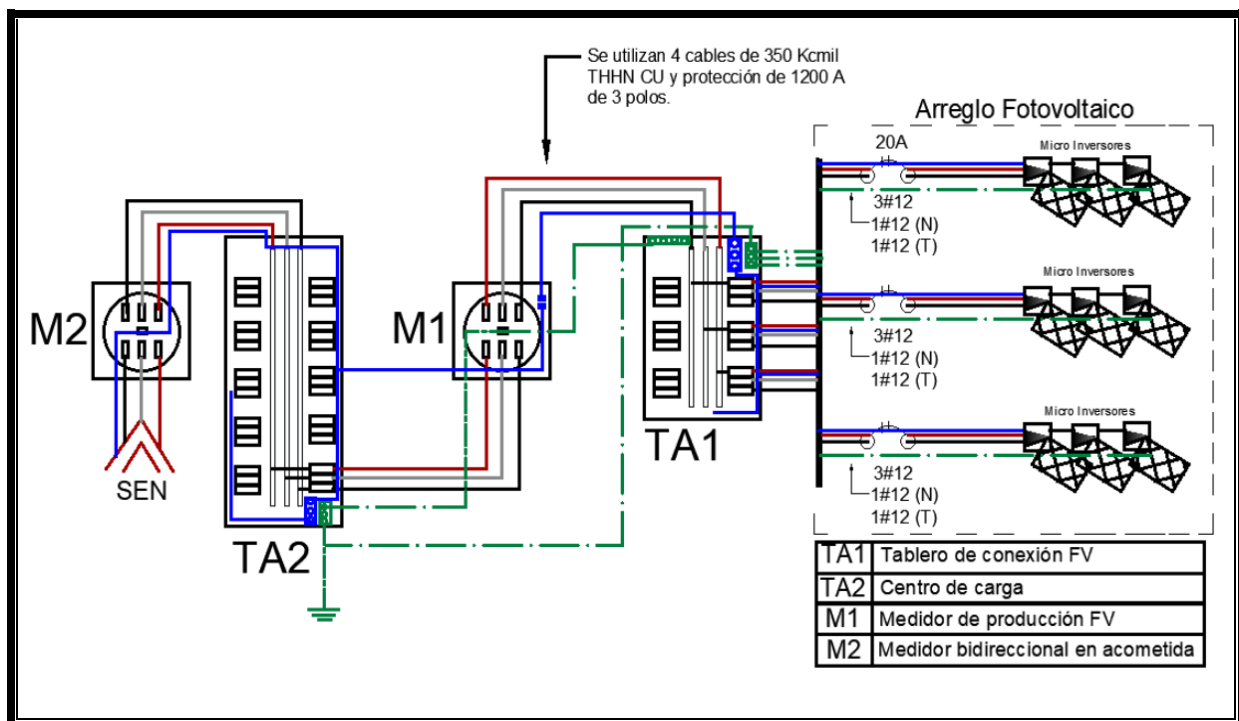 Se utilizan 4 cables de 350 Kcmil
THHN CU y protección de 1200 A
de 3 polos.
Arreglo Fotovoltaico
20A
Micro Inversores
3#12
1#12 (N)
1#12 (T)
Micro Inversores
3#12
1#12 (N)
1#12 (T)
Micro Inversores
3#12
1#12 (N)
1#12 (T)
M2
M1
TA1
SEN
TA2
TA1 Tablero de conexión FV
TA2 Centro de carga
M1 Medidor de producción FV
M2 Medidor bidireccional en acometida